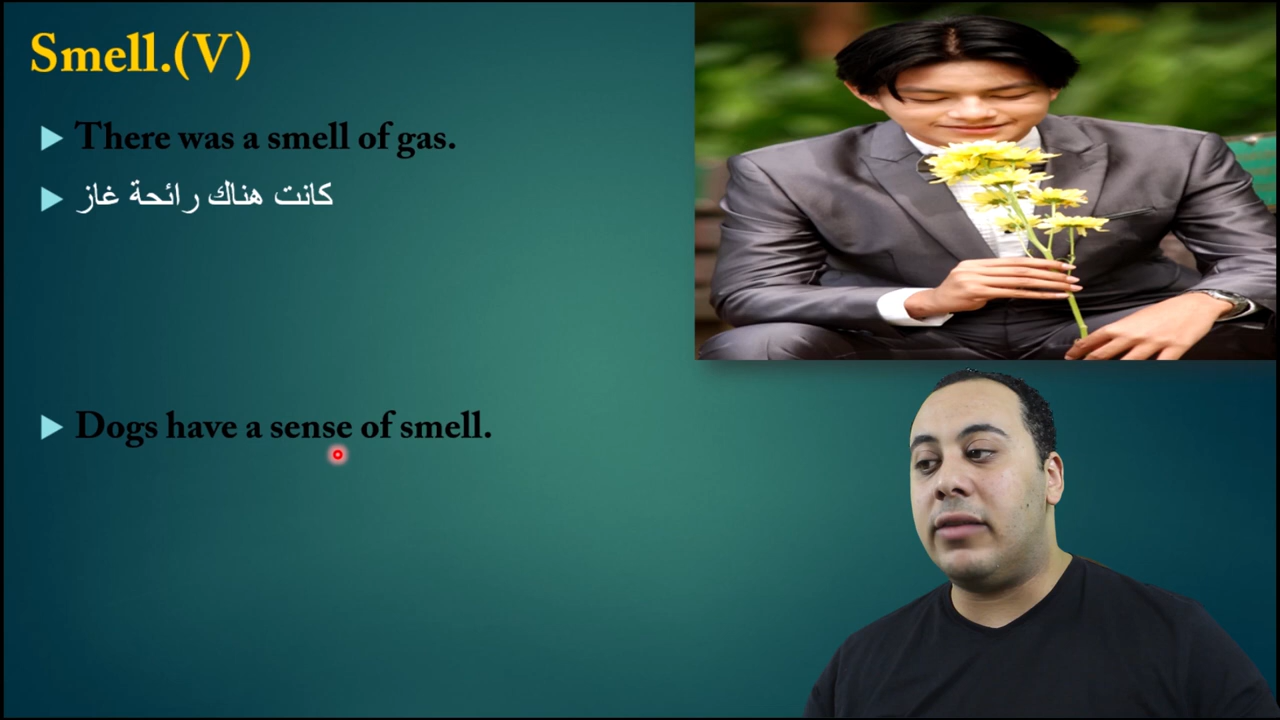 Smell.(V)
There was a smell of gas.
كانت هناك رائحة غاز
Dogs have a sense of smell.